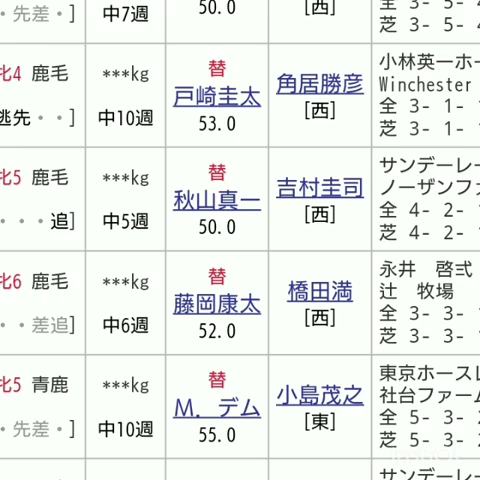 ・先差・]
中7週
50.0
[西]
全 3- 5-
芝 3- 5-
牝4 鹿毛
逃先・・]
***kg
中10週
替
戸崎圭太
53.0
角居勝彦
[西]
小林英一ホー
Winchester
全 3- 1-
芝 3- 1-
牝5 鹿毛
・・・追]
***kg
中5週
替
秋山真一
50.0
吉村圭司
[西]
サンデーレー
ノーザンファ
全 4- 2-
芝 4- 2-
牝6 鹿毛
・・差追]
***kg
中6週
替
藤岡康太
52.0
橋田満
[西]
永井 啓弍
辻 牧場
全 3- 3-
芝 3- 3-
牝5 青鹿
・先差・]
***kg
中10週
替
M. デム
55.0
小島茂之
[東]
東京ホースレ
社台ファーム
全 5- 3-
芝 5- 3-
サンデーレー